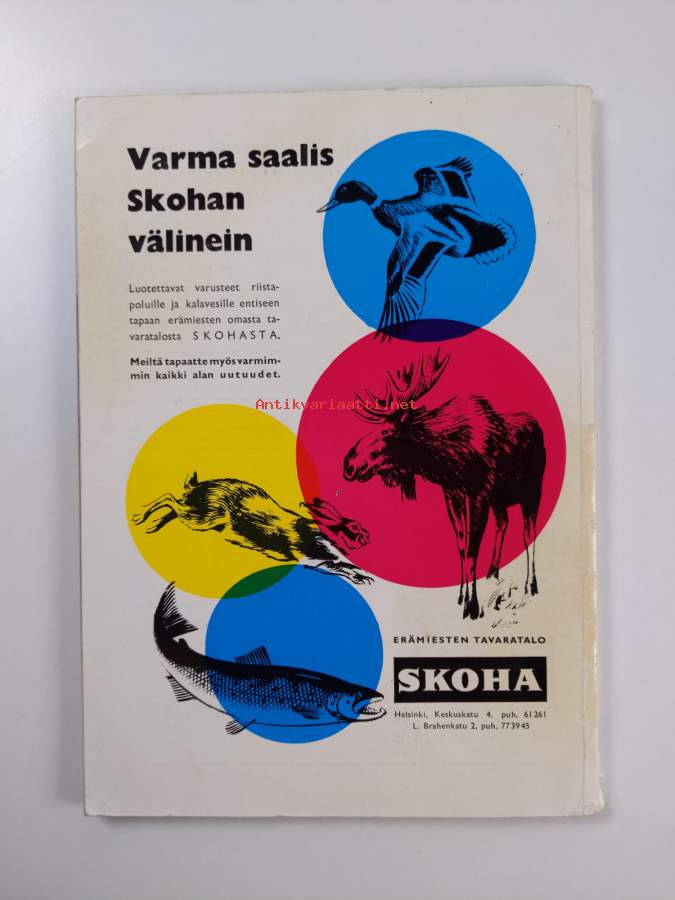 Varma saalis
Skohan
välinein
Luotettavat varusteet riista-
poluille ja kalavesille entiseen
tapaan erämiesten omasta ta-
varatalosta SKOHASTA.
Meiltä tapaatte myös varmim-
min kaikki alan uutuudet.
Antikvariaatti.net
ERÄMIESTEN TAVARATALO
SKOHA
Helsinki, Keskuskatu 4, puh. 61261
L. Brahenkatu 2, puh. 773945